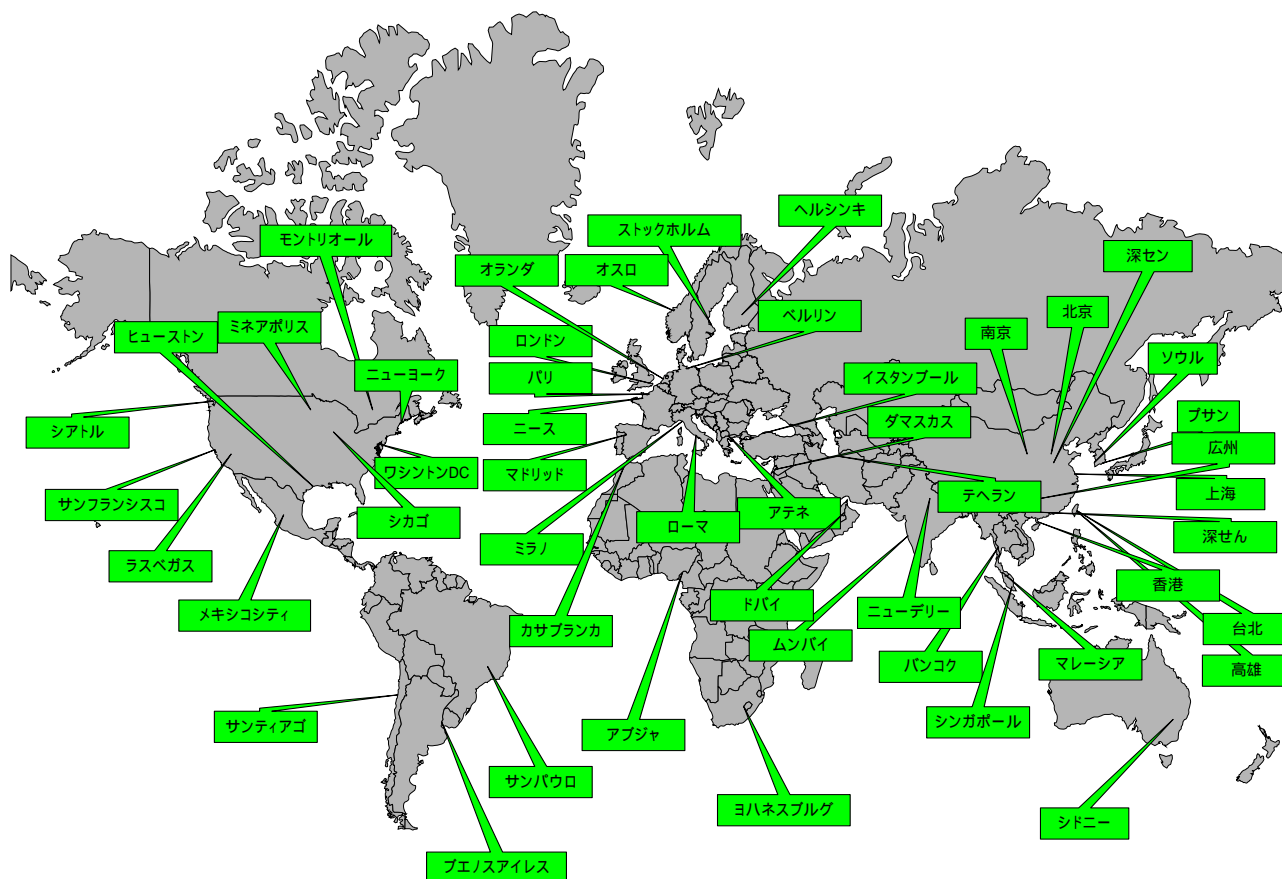 ヘルシンキ
ストックホルム
モントリオール
深セン
オランダ
オスロ
北京
ベルリン
ミネアポリス
ヒューストン
南京
ロンドン
ソウル
ニューヨーク
パリ
イスタンブール
プサン
ダマスカス
シアトル
ニース
広州
ワシントンDC
マドリッド
テヘラン
上海
サンフランシスコ
シカゴ
ローマ
アテネ
深せん
ミラノ
ラスベガス
香港
メキシコシティ
カサブランカ
ドバイ
ニューデリー
台北
ムンバイ
バンコク
マレーシア
高雄
サンティアゴ
アブジャ
シンガポール
サンパウロ
ヨハネスブルグ
シドニー
ブエノスアイレス